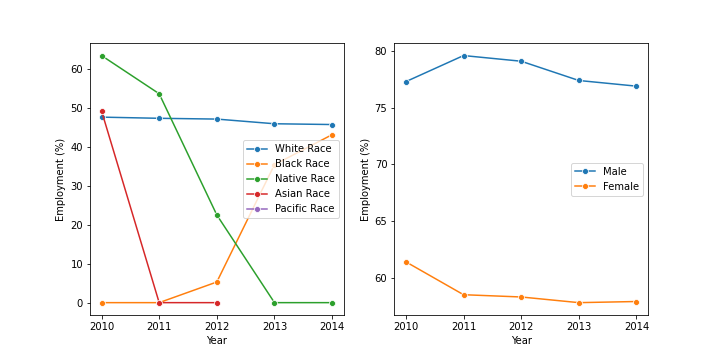 60
50
40
30
20
10
0
Employment (%)
2010 2011 2012 2013 2014
Year
White Race
Black Race
Native Race
Asian Race
Pacific Race
80
75
70
65
60
Employment (%)
2010 2011 2012 2013 2014
Year
Male
Female